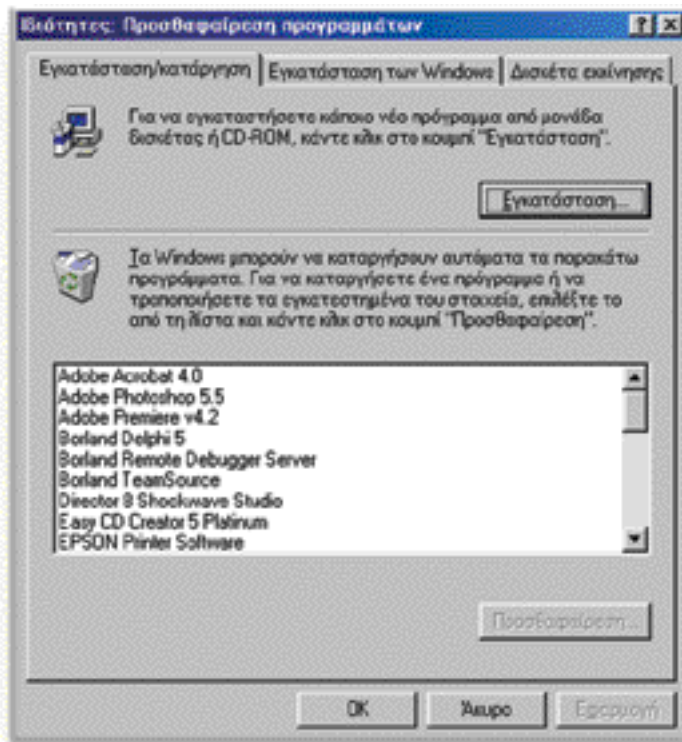 Ιδιότητες: Προσθαφαίρεση προγραμμάτων
Εγκατάσταση/κατάργηση
Εγκατάσταση των Windows
Δισκέτα εκκίνησης
Για να εγκαταστήσετε κάποιο νέο πρόγραμμα από μονάδα
δισκέτας ή CD-ROM, κάντε κλικ στο κουμπί "Εγκατάσταση".
Εγκατάσταση...
Τα Windows μπορούν να καταργήσουν αυτόματα τα παρακάτω
προγράμματα. Για να καταργήσετε ένα πρόγραμμα ή να
τροποποιήσετε τα εγκατεστημένα του στοιχεία, επιλέξτε το
από τη λίστα και κάντε κλικ στο κουμπί "Προσθαφαίρεση".
Adobe Acrobat 4.0
Adobe Photoshop 5.5
Adobe Premiere v4.2
Borland Delphi 5
Borland Remote Debugger Server
Borland TeamSource
Director 8 Shockwave Studio
Easy CD Creator 5 Platinum
EPSON Printer Software
Προσθαφαίρεση...
OK
Άκυρο
Εφαρμογή